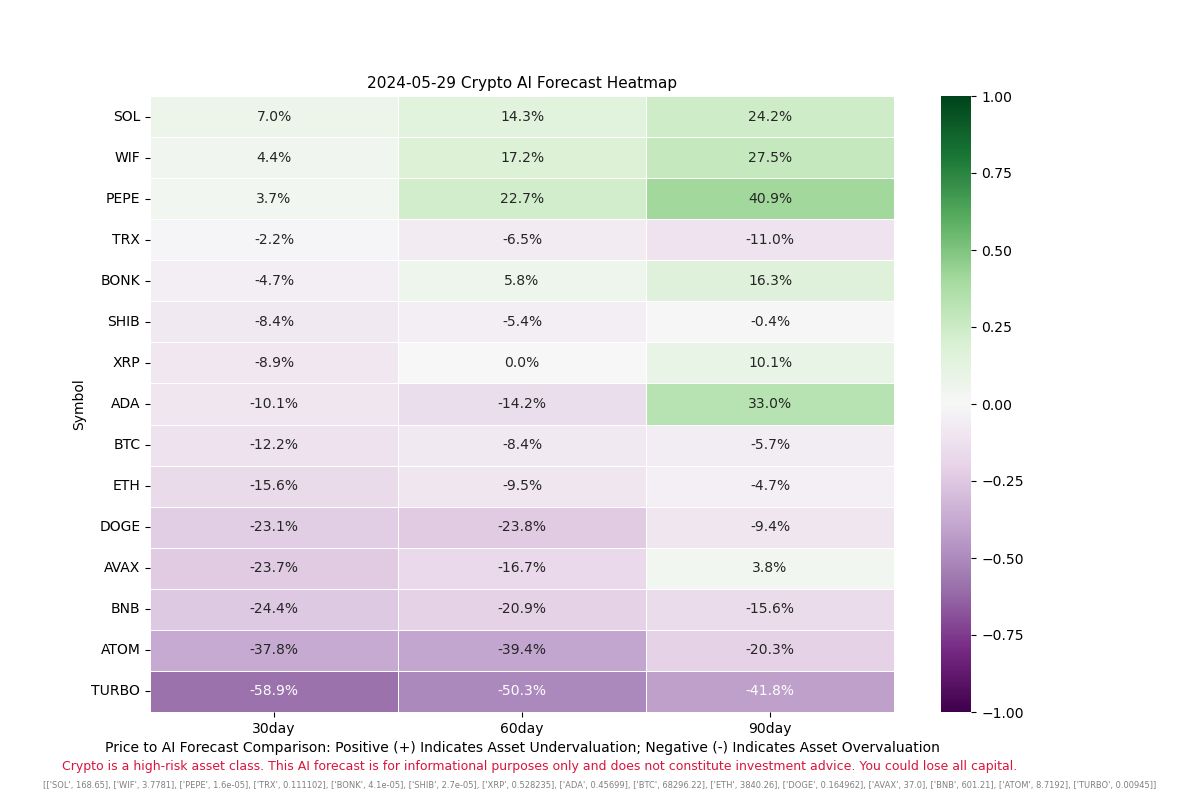 2024-05-29 Crypto AI Forecast Heatmap
1.00
SOL 7.0% 14.3% 24.2%
WIF 4.4% 17.2% 27.5%
0.75
PEPE 3.7% 22.7% 40.9%
TRX -2.2% -6.5% -11.0%
0.50
BONK -4.7% 5.8% 16.3%
SHIB -8.4% -5.4% -0.4%
0.25
XRP -8.9% 0.0% 10.1%
Symbol
ADA -10.1% -14.2% 33.0%
0.00
BTC -12.2% -8.4% -5.7%
ETH -15.6% -9.5% -4.7%
−0.25
DOGE -23.1% -23.8% -9.4%
−0.50
AVAX -23.7% -16.7% 3.8%
BNB -24.4% -20.9% -15.6%
−0.75
ATOM -37.8% -39.4% -20.3%
TURBO -58.9% -50.3% -41.8%
−1.00
30day 60day 90day
Price to AI Forecast Comparison: Positive (+) Indicates Asset Undervaluation; Negative (-) Indicates Asset Overvaluation
Crypto is a high-risk asset class. This AI forecast is for informational purposes only and does not constitute investment advice. You could lose all capital.
[['SOL', 168.65], ['WIF', 3.7781], ['PEPE', 1.6e-05], ['TRX', 0.111102], ['BONK', 4.1e-05], ['SHIB', 2.7e-05], ['XRP', 0.528235], ['ADA', 0.45699], ['BTC', 68296.22], ['ETH', 3840.26], ['DOGE', 0.164962], ['AVAX', 37.0], ['BNB', 601.21], ['ATOM', 8.7192], ['TURBO', 0.00945]]